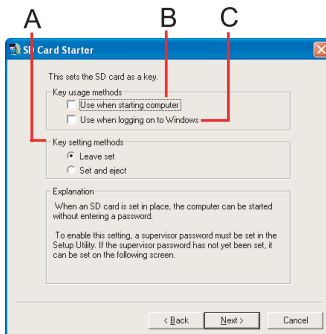 A B C
SD Card Starter
This sets the SD card as a key.
Key usage methods
Use when starting computer
Use when logging on to Windows
Key setting methods
Leave set
Set and eject
Explanation
When an SD card is set in place, the computer can be started
without entering a password.
To enable this setting, a supervisor password must be set in the
Setup Utility. If the supervisor password has not yet been set, it
can be set on the following screen.
< Back Next > Cancel